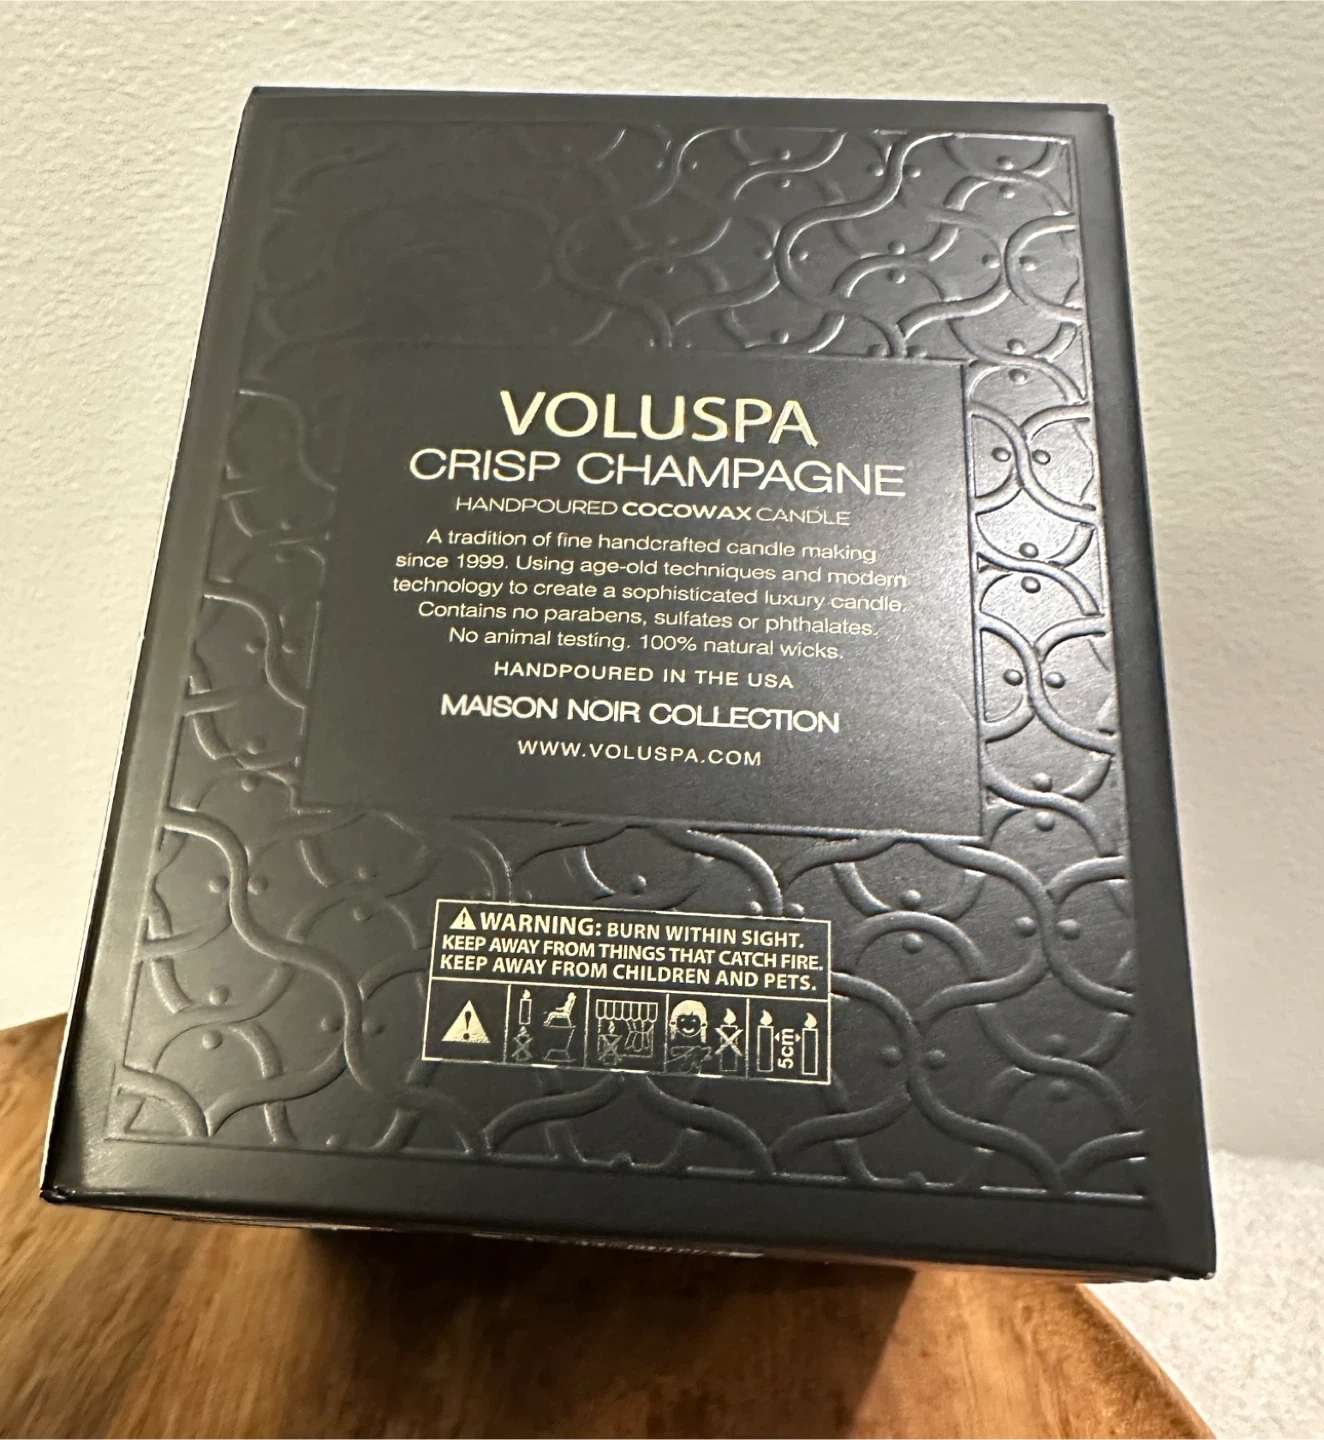 VOLUSPA
CRISP CHAMPAGNE
HANDPOURED COCOWAX CANDLE
A tradition of fine handcrafted candle making
since 1999. Using age-old techniques and modern
technology to create a sophisticated luxury candle.
Contains no parabens, sulfates or phthalates.
No animal testing. 100% natural wicks.
HANDPOURED IN THE USA
MAISON NOIR COLLECTION
WWW.VOLUSPA.COM
WARNING: BURN WITHIN SIGHT.
KEEP AWAY FROM THINGS THAT CATCH FIRE.
KEEP AWAY FROM CHILDREN AND PETS.
5cm